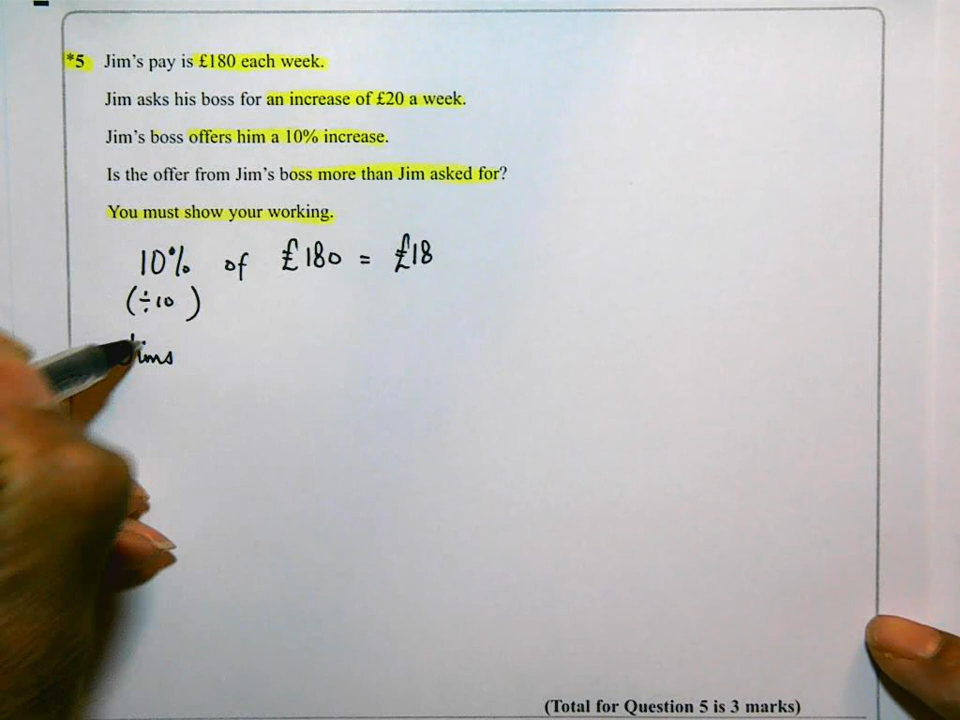 *5 Jim's pay is £180 each week.
Jim asks his boss for an increase of £20 a week.
Jim's boss offers him a 10% increase.
Is the offer from Jim's boss more than Jim asked for?
You must show your working.
10% of £180 = £18
(÷10)
Jims
(Total for Question 5 is 3 marks)